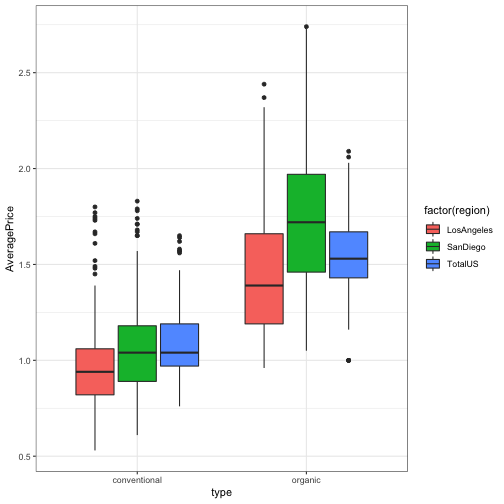 AveragePrice
2.5
2.0
1.5
1.0
0.5
conventional
organic
type
factor(region)
LosAngeles
SanDiego
TotalUS